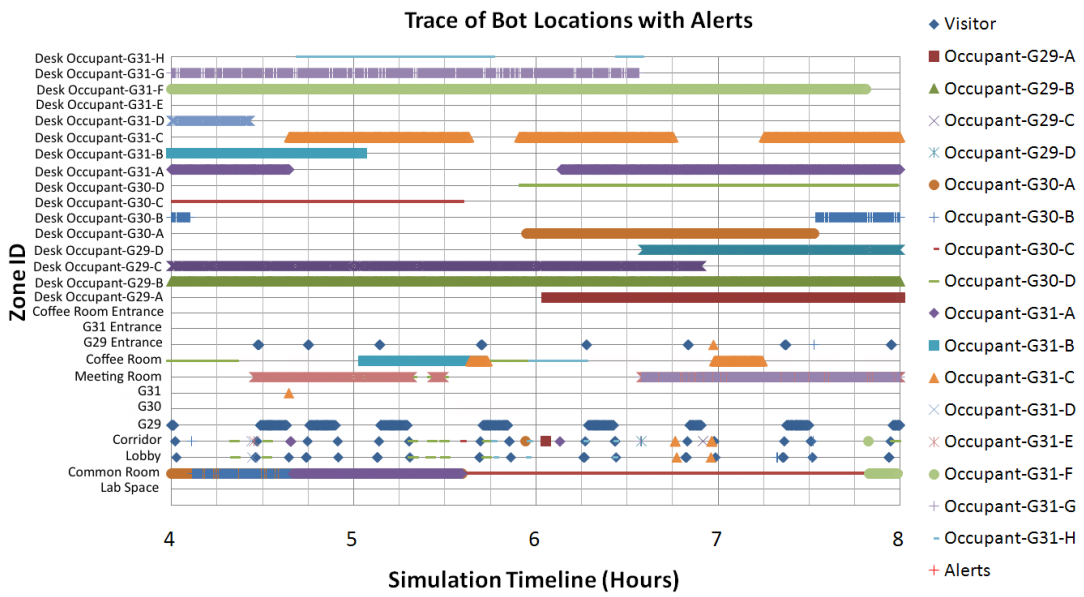 Trace of Bot Locations with Alerts
Zone ID
Desk Occupant-G31-H
Desk Occupant-G31-G
Desk Occupant-G31-F
Desk Occupant-G31-E
Desk Occupant-G31-D
Desk Occupant-G31-C
Desk Occupant-G31-B
Desk Occupant-G31-A
Desk Occupant-G30-D
Desk Occupant-G30-C
Desk Occupant-G30-B
Desk Occupant-G30-A
Desk Occupant-G29-D
Desk Occupant-G29-C
Desk Occupant-G29-B
Desk Occupant-G29-A
Coffee Room Entrance
G31 Entrance
G29 Entrance
Coffee Room
Meeting Room
G31
G30
G29
Corridor
Lobby
Common Room
Lab Space
4 5 6 7 8
Simulation Timeline (Hours)
Visitor
Occupant-G29-A
Occupant-G29-B
Occupant-G29-C
Occupant-G29-D
Occupant-G30-A
Occupant-G30-B
Occupant-G30-C
Occupant-G30-D
Occupant-G31-A
Occupant-G31-B
Occupant-G31-C
Occupant-G31-D
Occupant-G31-E
Occupant-G31-F
Occupant-G31-G
Occupant-G31-H
Alerts